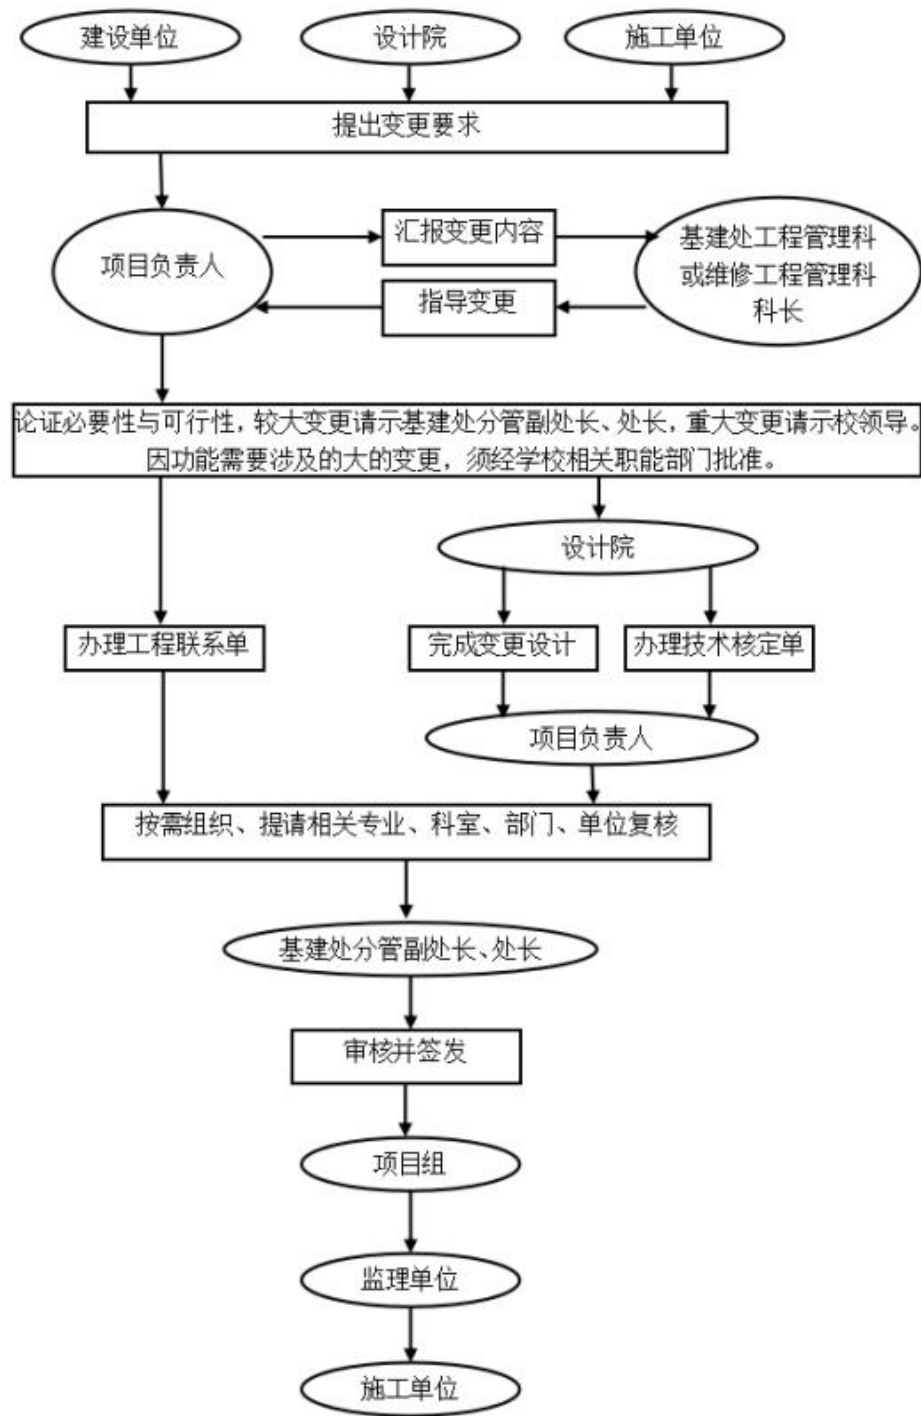 建设单位
设计院
施工单位
提出变更要求
项目负责人
汇报变更内容
指导变更
基建处工程管理科
或维修工程管理科
科长
论证必要性与可行性，较大变更请示基建处分管副处长、处长，重大变更请示校领导。
因功能需要涉及的大的变更，须经学校相关职能部门批准。
设计院
办理工程联系单
完成变更设计
办理技术核定单
项目负责人
按需组织、提请相关专业、科室、部门、单位复核
基建处分管副处长、处长
审核并签发
项目组
监理单位
施工单位